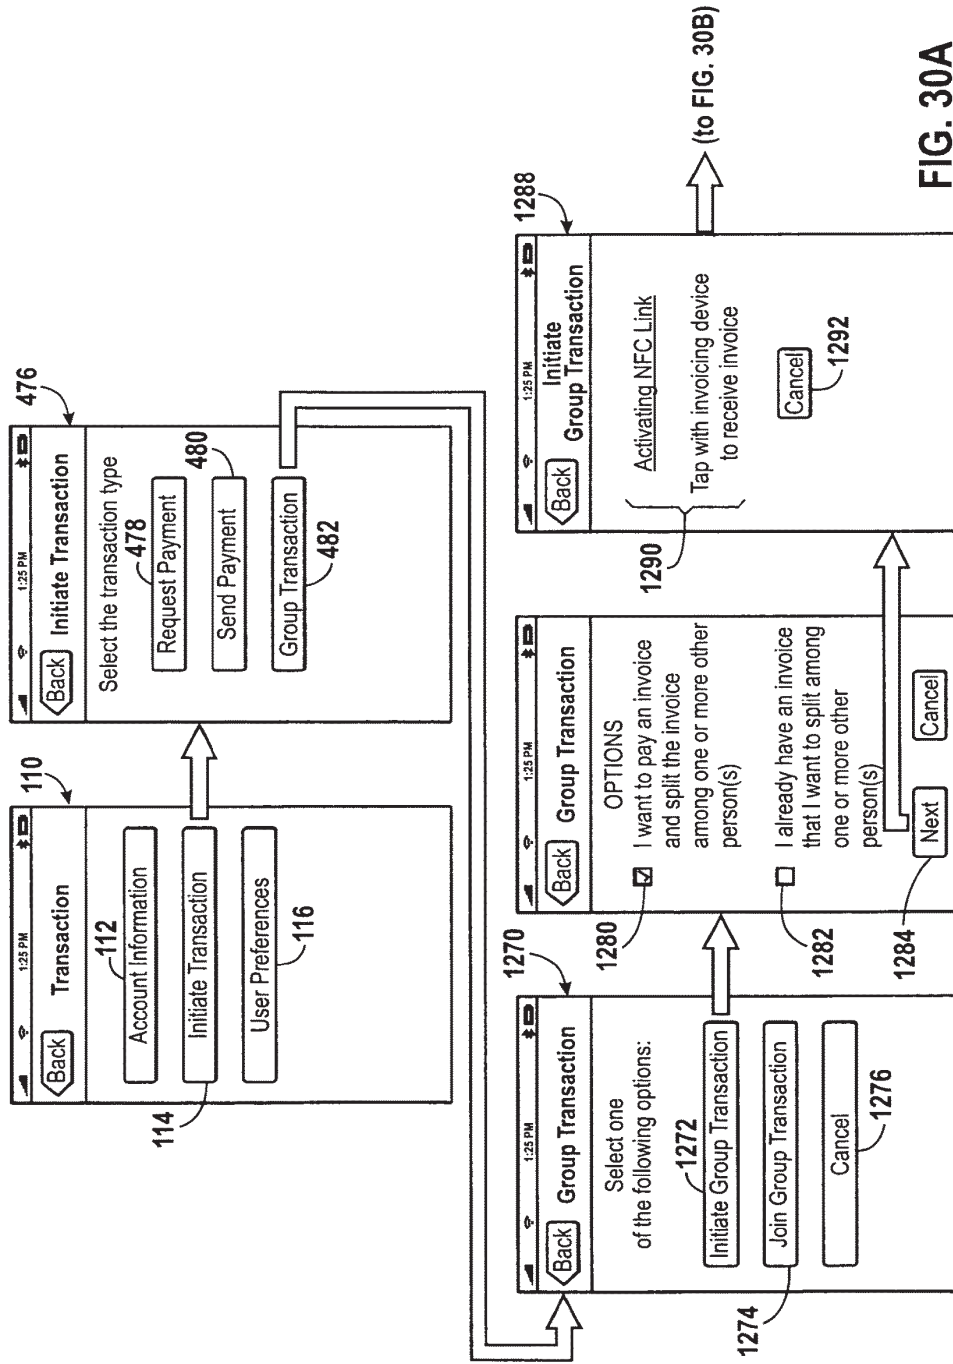 1:25 PM
Back
Transaction
110
112
Account Information
Initiate Transaction
114
User Preferences
116
1:25 PM
Back
Initiate Transaction
476
Select the transaction type
478
Request Payment
480
Send Payment
Group Transaction
482
1:25 PM
Back
Group Transaction
1270
Select one
of the following options:
1272
Initiate Group Transaction
Join Group Transaction
1274
Cancel
1276
1:25 PM
Back
Group Transaction
OPTIONS
1280
I want to pay an invoice
and split the invoice
among one or more other
person(s)
1282
I already have an invoice
that I want to split among
one or more other
person(s)
1284
Next
Cancel
1:25 PM
Back
Initiate
Group Transaction
1288
Activating NFC Link
1290
Tap with invoicing device
to receive invoice
Cancel
1292
(to FIG. 30B)
FIG. 30A